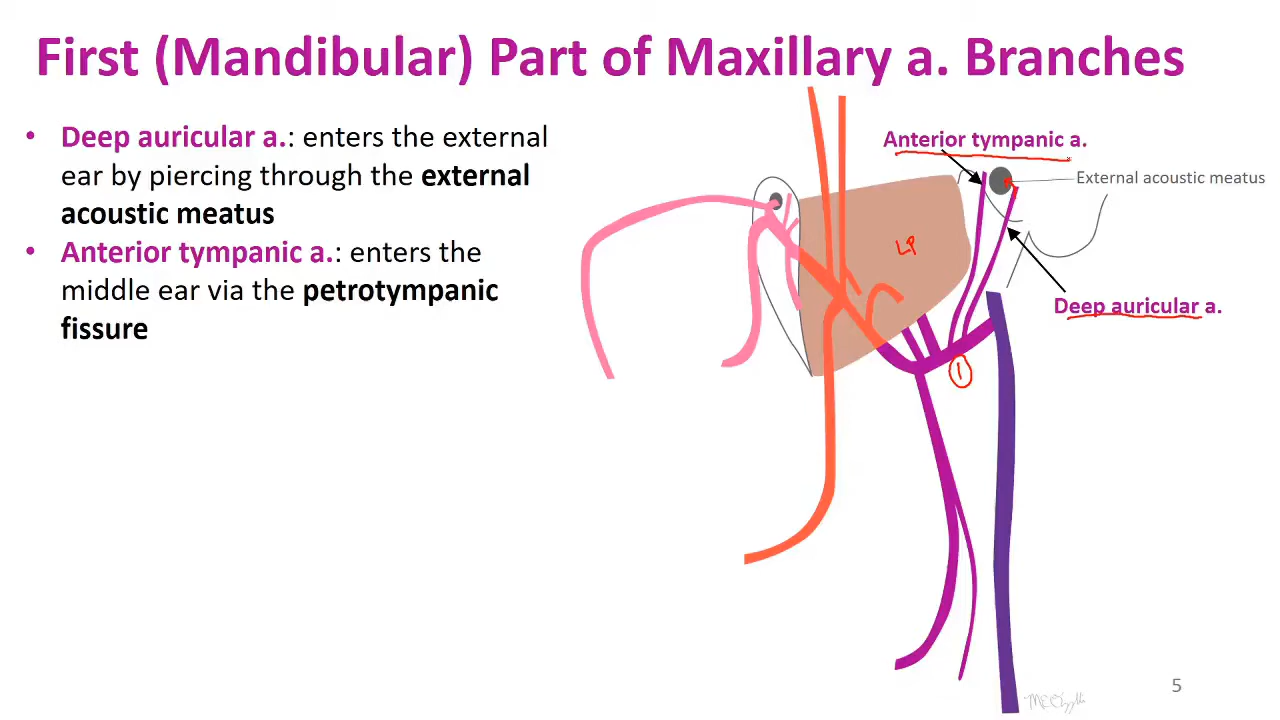 First (Mandibular) Part of Maxillary a. Branches
• Deep auricular a.: enters the external
ear by piercing through the external
acoustic meatus
• Anterior tympanic a.: enters the
middle ear via the petrotympanic
fissure
Anterior tympanic a.
External acoustic meatus
LP
Deep auricular a.
1
5